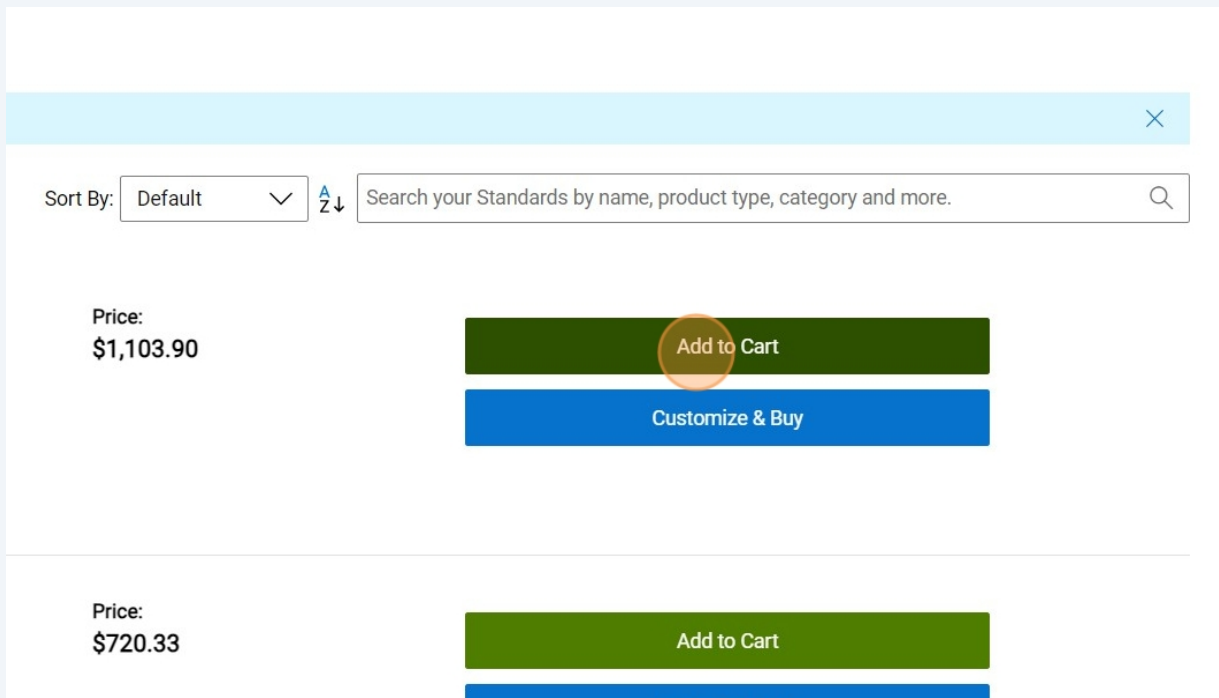 Sort By: Default AZ Search your Standards by name, product type, category and more.
Price:
$1,103.90
Add to Cart
Customize & Buy
Price:
$720.33
Add to Cart